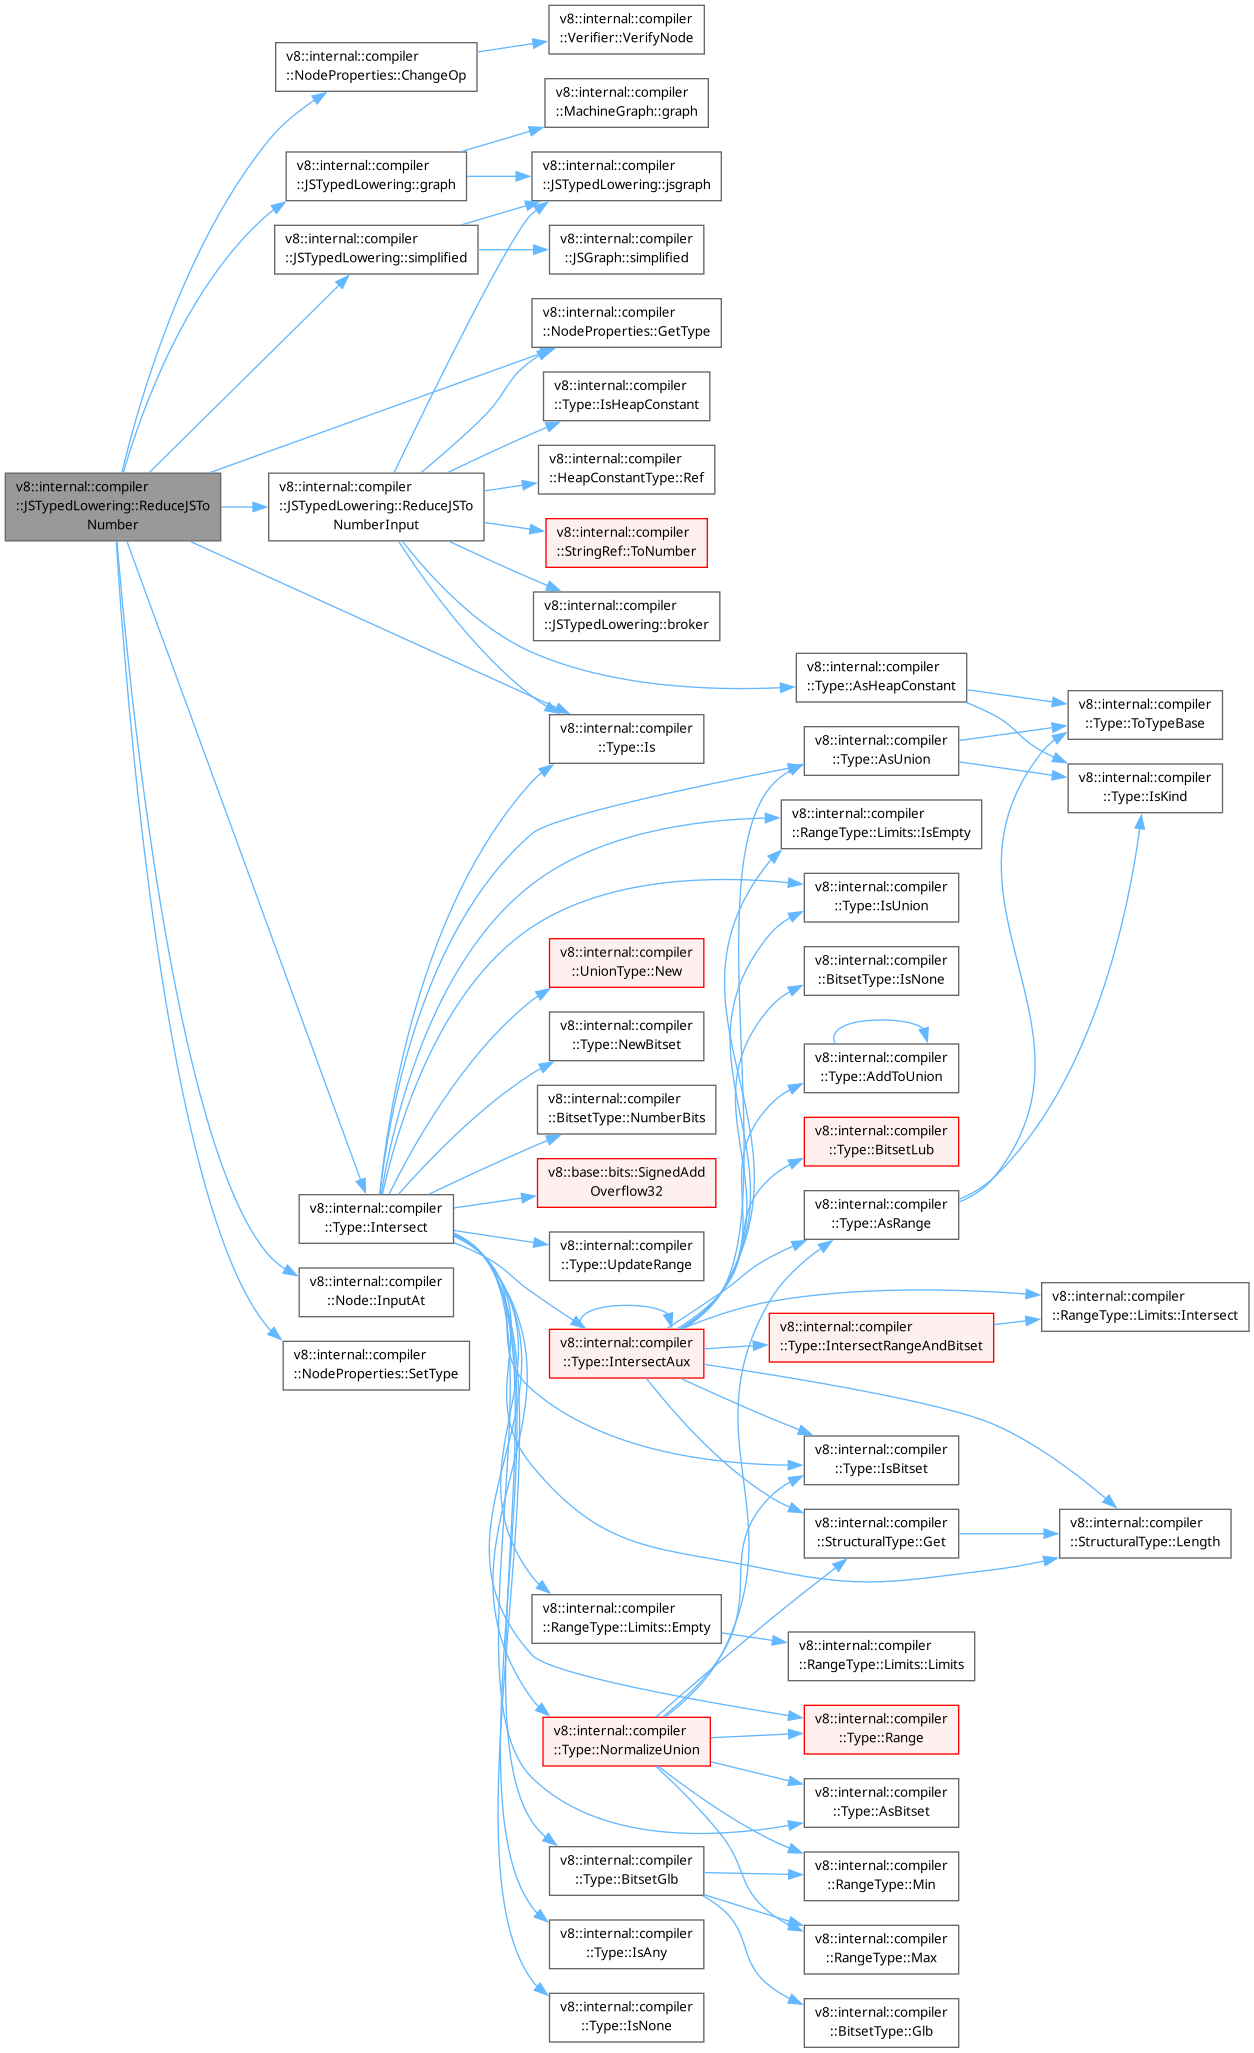 v8::internal::compiler
::Verifier::VerifyNode
v8::internal::compiler
::NodeProperties::ChangeOp
v8::internal::compiler
::MachineGraph::graph
v8::internal::compiler
::JSTypedLowering::graph
v8::internal::compiler
::JSTypedLowering::jsgraph
v8::internal::compiler
::JSTypedLowering::simplified
v8::internal::compiler
::JSGraph::simplified
v8::internal::compiler
::NodeProperties::GetType
v8::internal::compiler
::Type::IsHeapConstant
v8::internal::compiler
::HeapConstantType::Ref
v8::internal::compiler
::JSTypedLowering::ReduceJSTo
Number
v8::internal::compiler
::JSTypedLowering::ReduceJSTo
NumberInput
v8::internal::compiler
::StringRef::ToNumber
v8::internal::compiler
::JSTypedLowering::broker
v8::internal::compiler
::Type::AsHeapConstant
v8::internal::compiler
::Type::ToTypeBase
v8::internal::compiler
::Type::Is
v8::internal::compiler
::Type::AsUnion
v8::internal::compiler
::Type::IsKind
v8::internal::compiler
::RangeType::Limits::IsEmpty
v8::internal::compiler
::Type::IsUnion
v8::internal::compiler
::UnionType::New
v8::internal::compiler
::BitsetType::IsNone
v8::internal::compiler
::Type::NewBitset
v8::internal::compiler
::Type::AddToUnion
v8::internal::compiler
::BitsetType::NumberBits
v8::internal::compiler
::Type::BitsetLub
v8::base::bits::SignedAdd
Overflow32
v8::internal::compiler
::Type::Intersect
v8::internal::compiler
::Type::AsRange
v8::internal::compiler
::Type::UpdateRange
v8::internal::compiler
::Node::InputAt
v8::internal::compiler
::RangeType::Limits::Intersect
v8::internal::compiler
::NodeProperties::SetType
v8::internal::compiler
::Type::IntersectAux
v8::internal::compiler
::Type::IntersectRangeAndBitset
v8::internal::compiler
::Type::IsBitset
v8::internal::compiler
::StructuralType::Get
v8::internal::compiler
::StructuralType::Length
v8::internal::compiler
::RangeType::Limits::Empty
v8::internal::compiler
::RangeType::Limits::Limits
v8::internal::compiler
::Type::NormalizeUnion
v8::internal::compiler
::Type::Range
v8::internal::compiler
::Type::AsBitset
v8::internal::compiler
::Type::BitsetGlb
v8::internal::compiler
::RangeType::Min
v8::internal::compiler
::Type::IsAny
v8::internal::compiler
::RangeType::Max
v8::internal::compiler
::Type::IsNone
v8::internal::compiler
::BitsetType::Glb